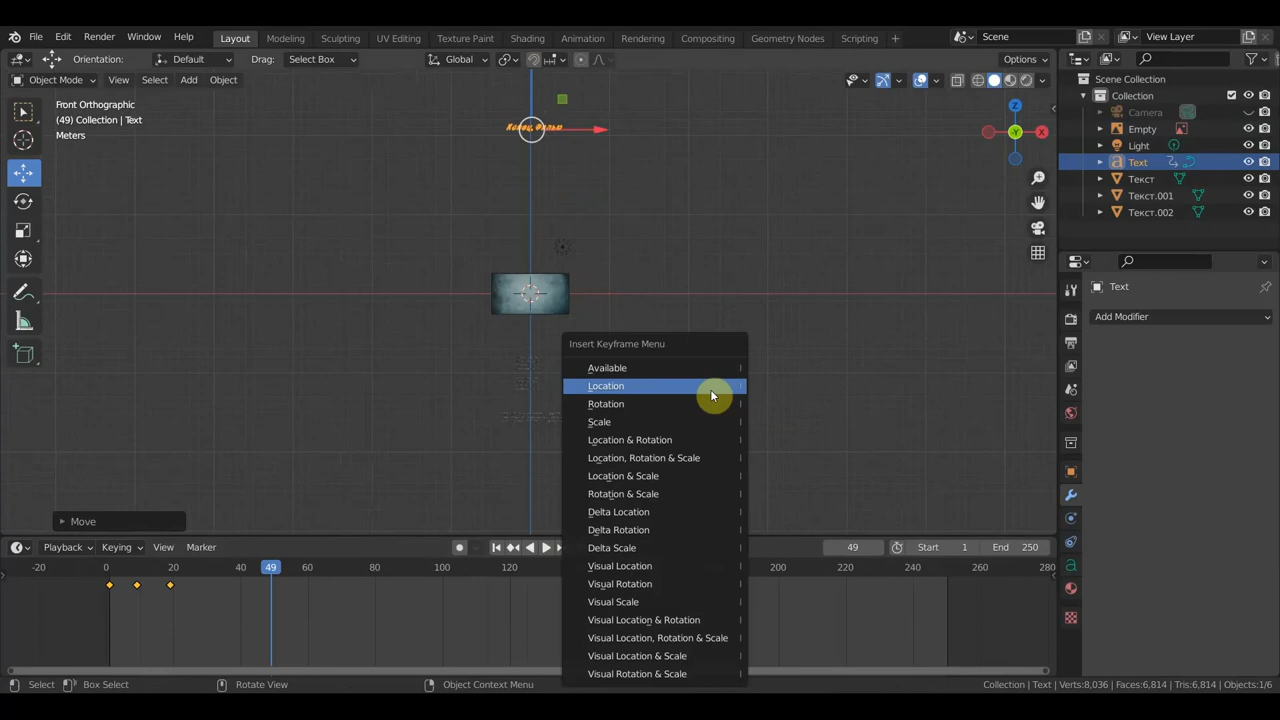 File Edit Render Window Help Layout Modeling Sculpting UV Editing Texture Paint Shading Animation Rendering Compositing Geometry Nodes Scripting + Scene View Layer
Orientation: Default Drag: Select Box Global Options
Object Mode View Select Add Object
Scene Collection
Collection
Camera
Empty
Light
Text
Текст
Текст.001
Текст.002
Front Orthographic
(49) Collection | Text
Meters
Конец Фильм
Z
X
-Y
Text
Add Modifier
Insert Keyframe Menu
Available
Location
Rotation
Scale
Location & Rotation
Location, Rotation & Scale
Location & Scale
Rotation & Scale
Delta Location
Delta Rotation
Delta Scale
Visual Location
Visual Rotation
Visual Scale
Visual Location & Rotation
Visual Location, Rotation & Scale
Visual Location & Scale
Visual Rotation & Scale
Move
Playback Keying View Marker 49 Start 1 End 250
-20 0 20 40 49 60 80 100 120 200 220 240 260 280
Select Box Select Rotate View Object Context Menu Collection | Text | Verts:8,036 | Faces:6,814 | Tris:6,814 | Objects:1/6